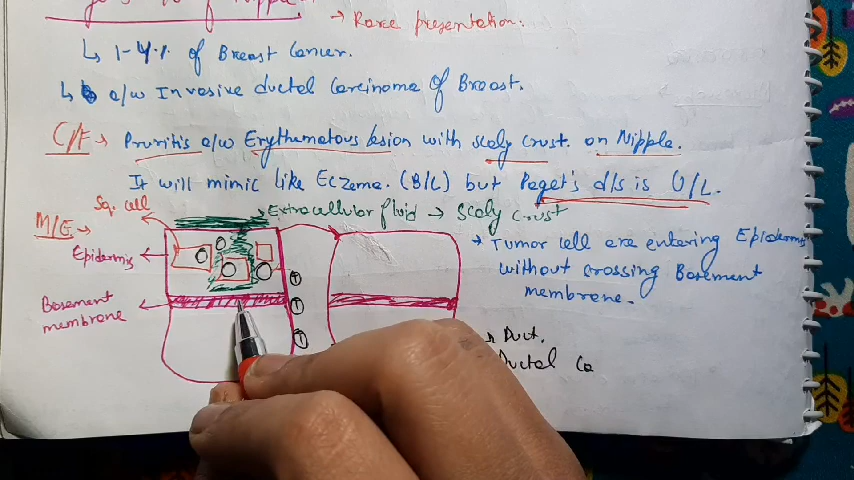 of Nipple.
→ Rare presentation.
↳ 1-4% of Breast Cancer.
↳ a/w Invasive ductal Carcinoma of Breast.
C/F → Pruritis a/w Erythematous lesion with scaly crust on Nipple.
It will mimic like Eczema. (B/L) but Paget's d/s is U/L.
M/E →
Sq. cell
Extracellular fluid → Scaly crust
Epidermis
Basement
membrane
→ Tumor cell are entering Epidermis
without crossing Basement
membrane.
T
T
T
Duct.
Ductal Ca